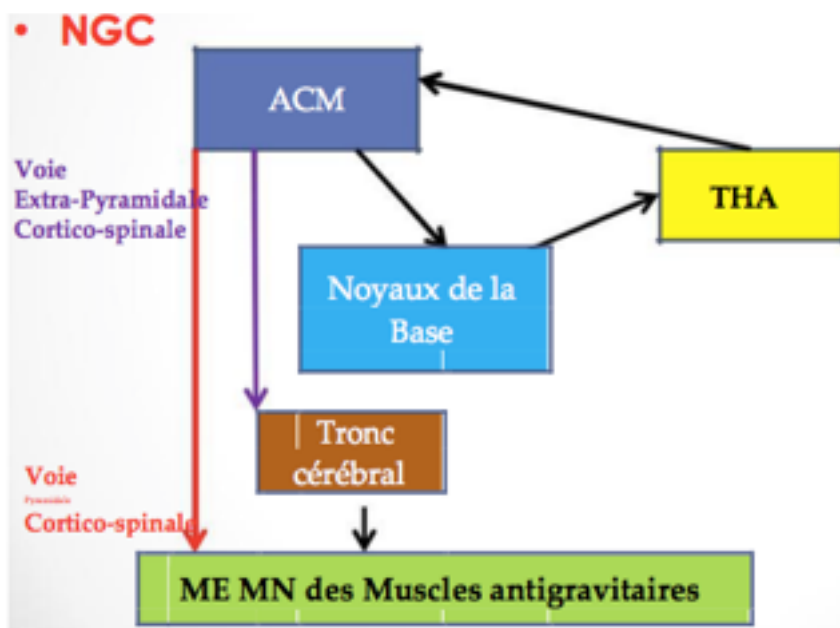 • NGC
ACM
Voie
Extra-Pyramidale
Cortico-spinale
THA
Noyaux de la
Base
Tronc
cérébral
Voie
Pyramidale
Cortico-spinale
ME MN des Muscles antigravitaires